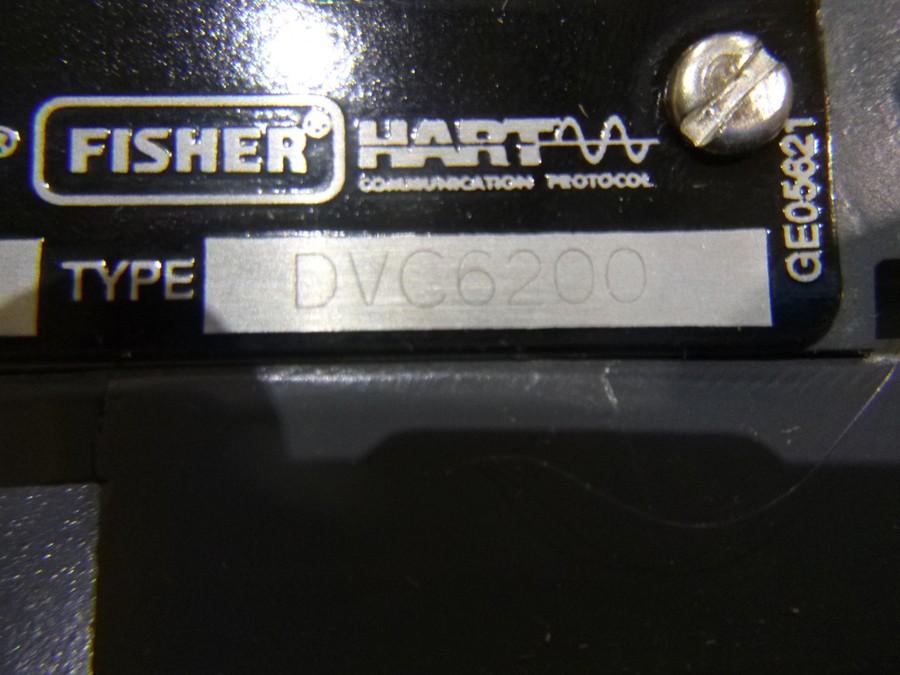 ® FISHER® HART
COMMUNICATION PROTOCOL
TYPE DVC6200
GE05621